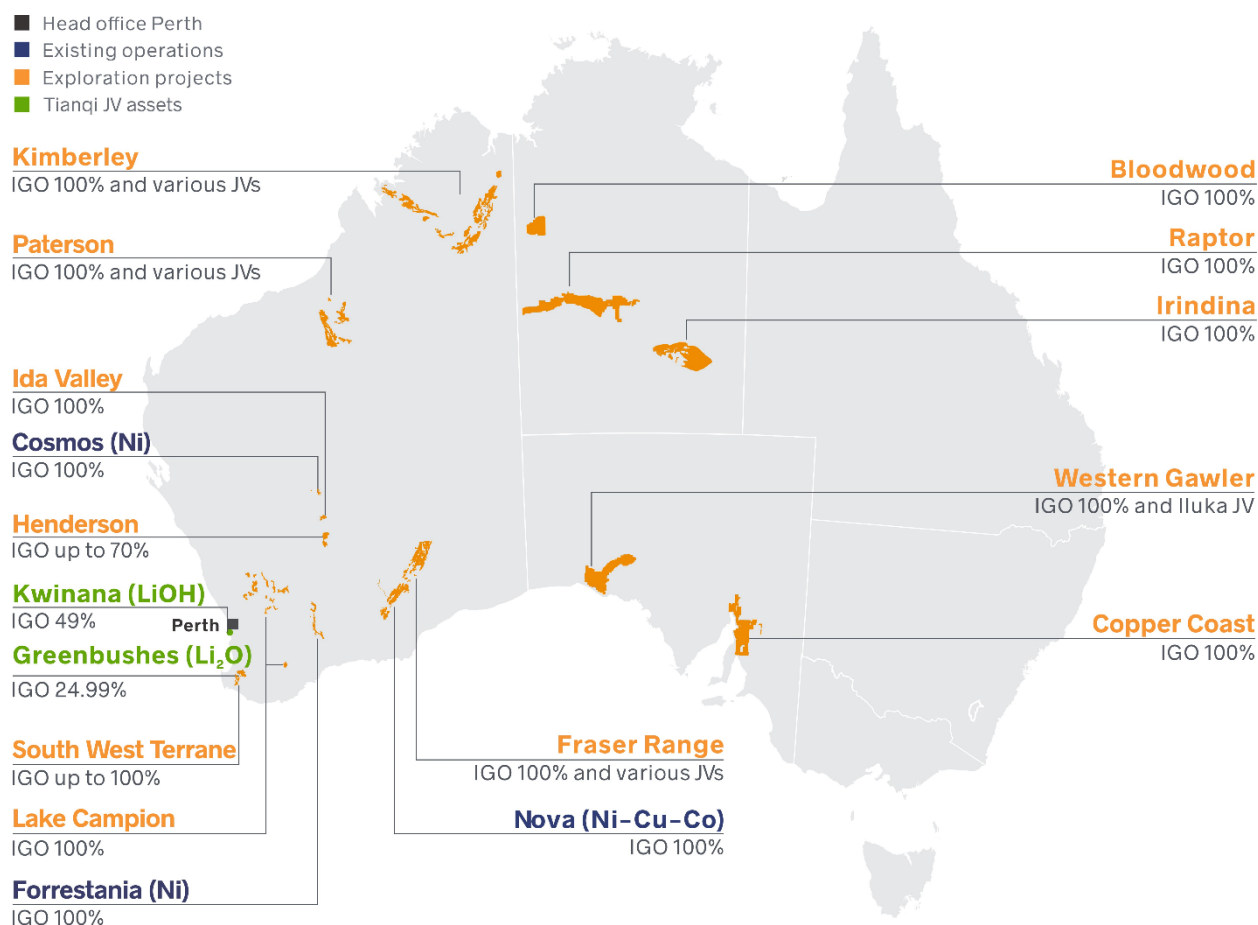 Head office Perth
Existing operations
Exploration projects
Tianqi JV assets
Kimberley
IGO 100% and various JVs
Paterson
IGO 100% and various JVs
Ida Valley
IGO 100%
Cosmos (Ni)
IGO 100%
Henderson
IGO up to 70%
Kwinana (LiOH)
IGO 49%
Perth
Greenbushes (Li₂O)
IGO 24.99%
South West Terrane
IGO up to 100%
Lake Campion
IGO 100%
Forrestania (Ni)
IGO 100%
Fraser Range
IGO 100% and various JVs
Nova (Ni–Cu–Co)
IGO 100%
Bloodwood
IGO 100%
Raptor
IGO 100%
Irindina
IGO 100%
Western Gawler
IGO 100% and Iluka JV
Copper Coast
IGO 100%